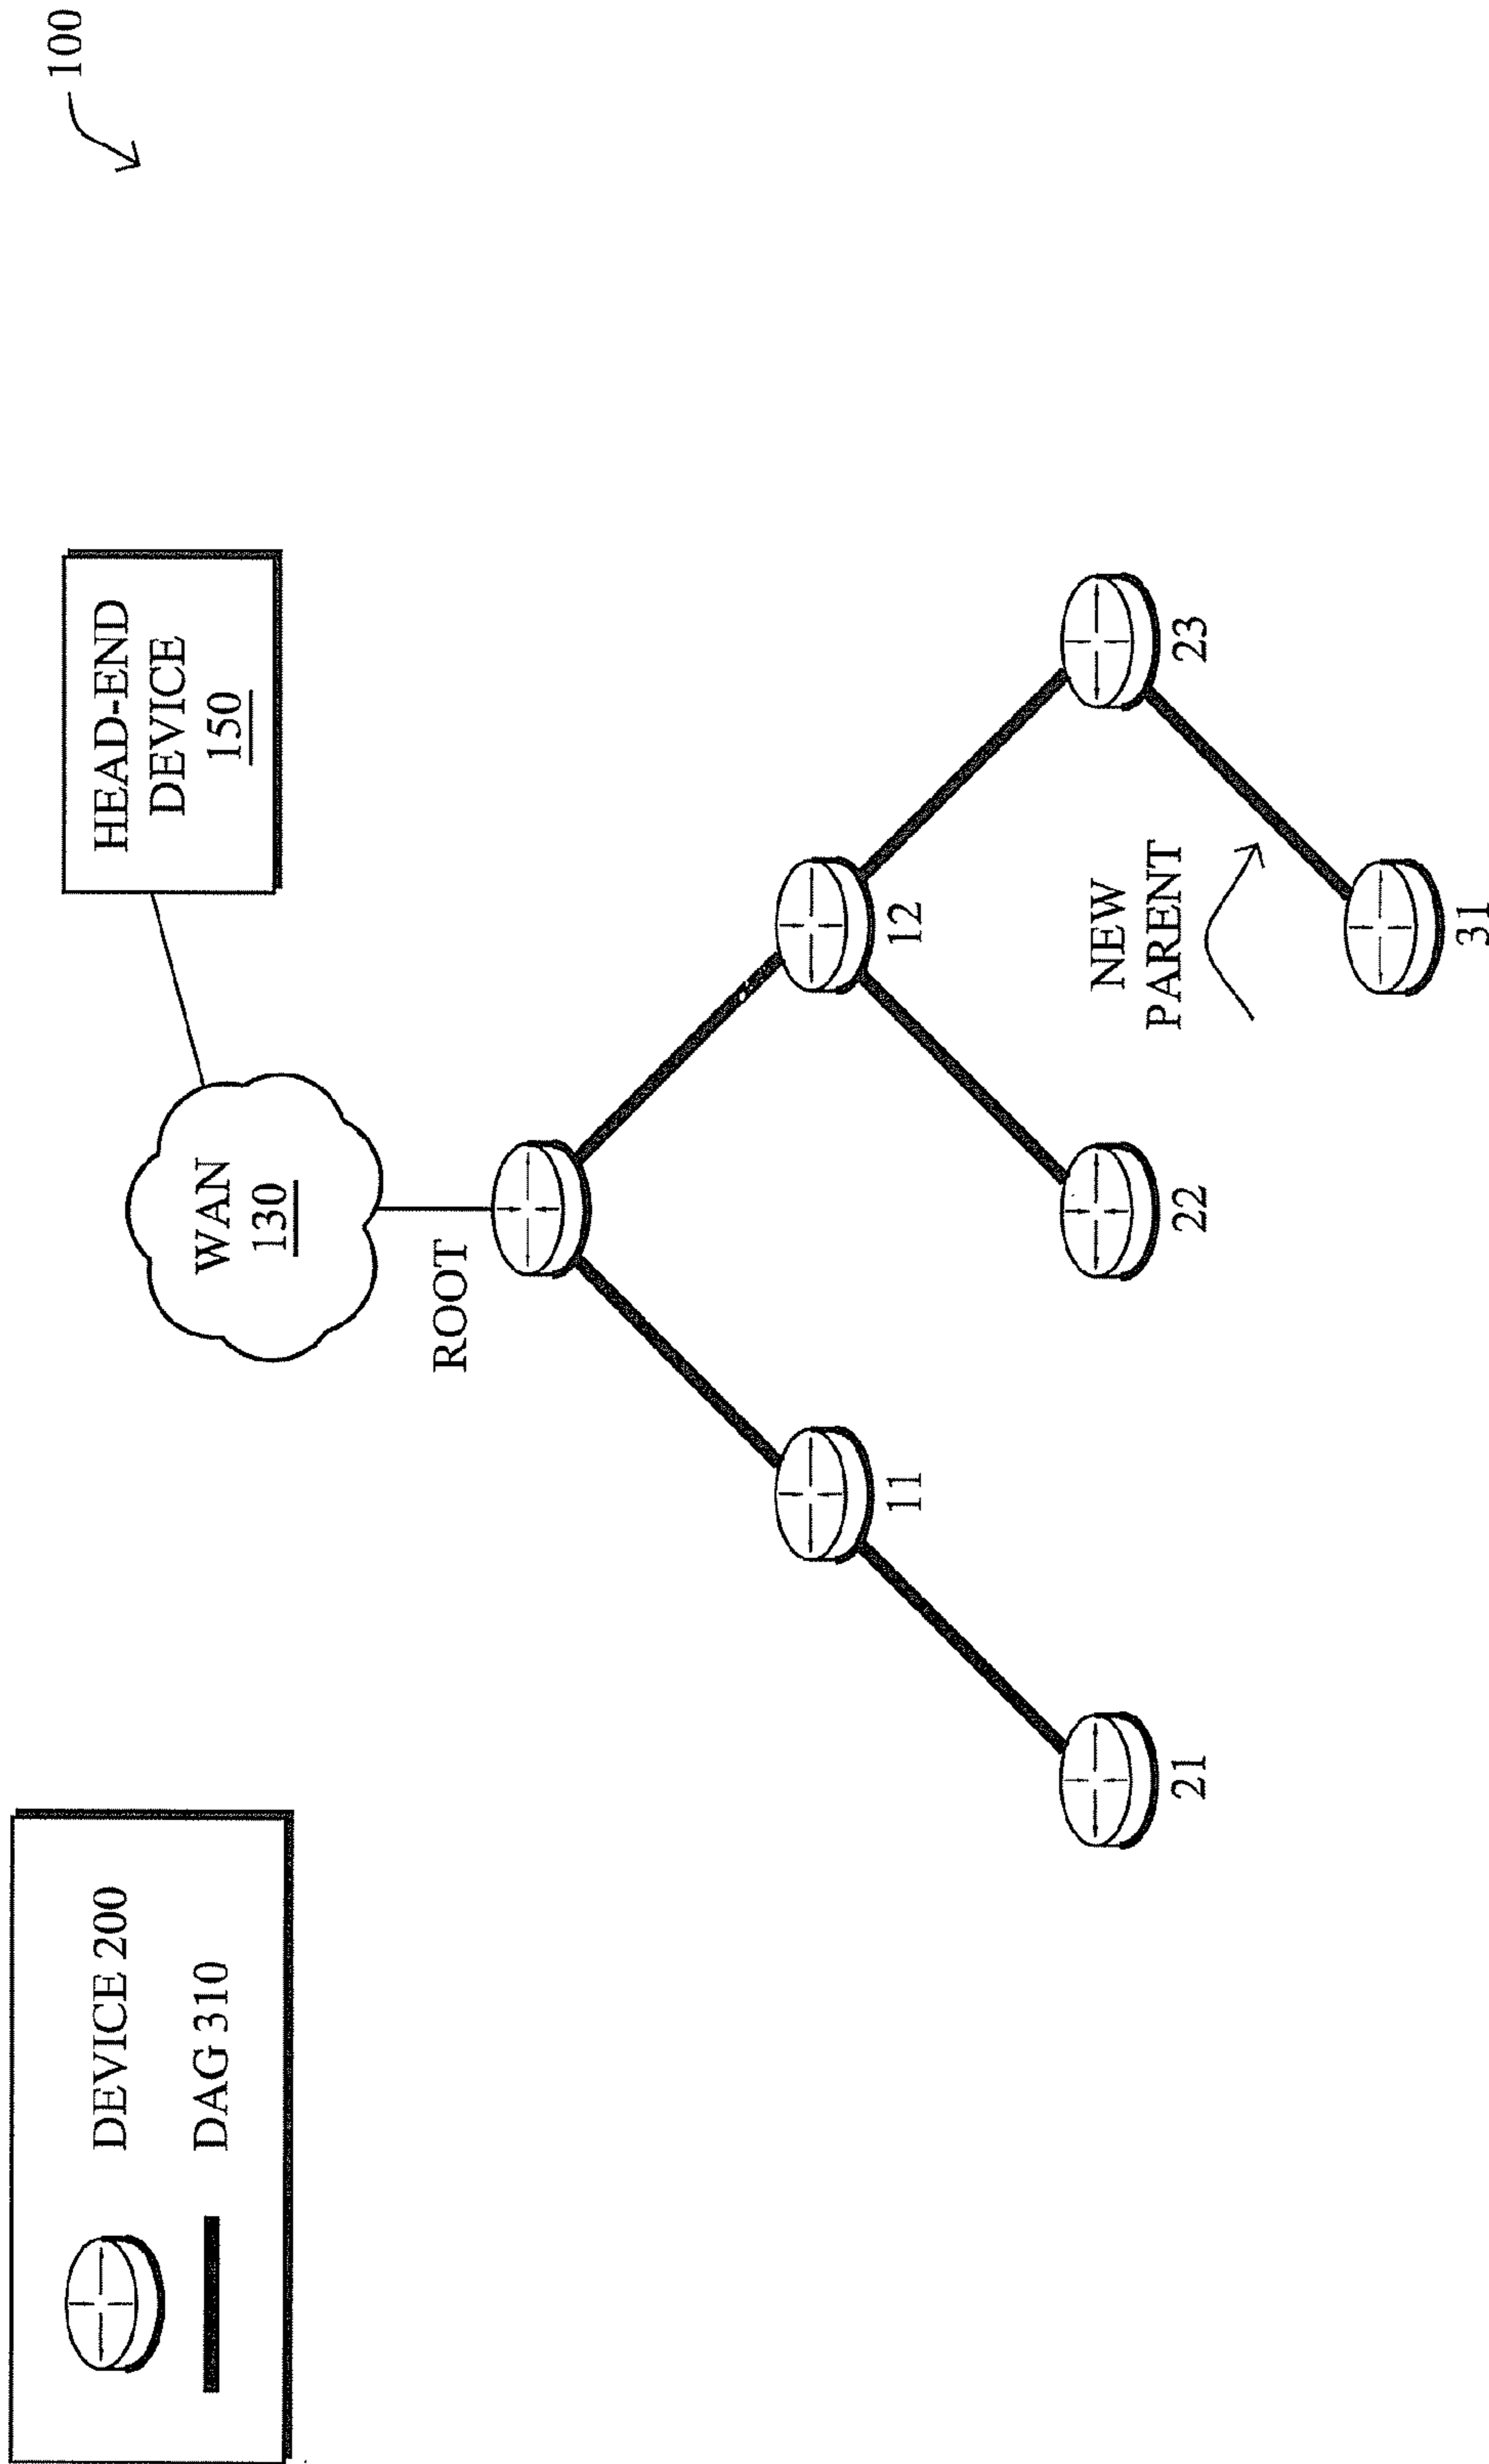 100
HEAD-END
DEVICE
150
WAN
130
ROOT
DEVICE 200
DAG 310
11
12
21
22
23
NEW
PARENT
31